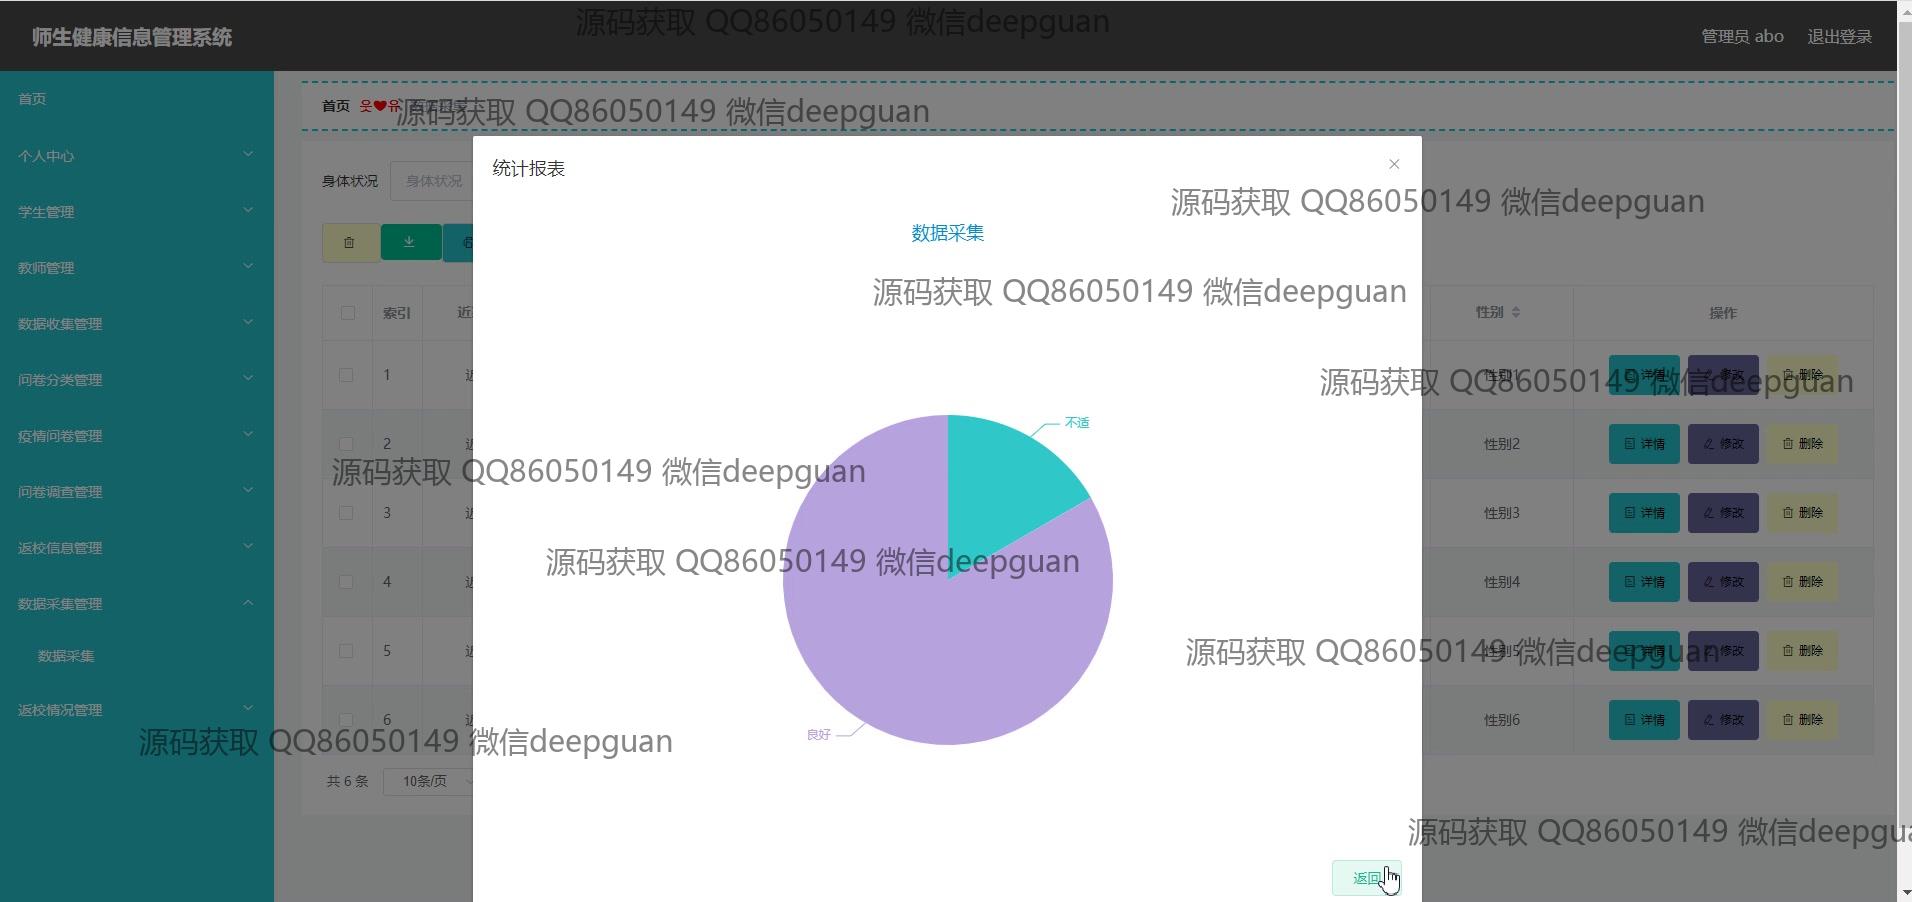 源码获取 QQ86050149 微信deepguan
师生健康信息管理系统
管理员 abo
退出登录
首页
个人中心
学生管理
教师管理
数据收集管理
问卷分类管理
疫情问卷管理
问卷调查管理
返校信息管理
数据采集管理
数据采集
返校情况管理
首页
源码获取 QQ86050149 微信deepguan
身体状况
身体状况
统计报表
源码获取 QQ86050149 微信deepguan
数据采集
源码获取 QQ86050149 微信deepguan
索引
近
性别
操作
源码获取 QQ86050149 微信deepguan
1
性别1
详情
修改
删除
不适
2
性别2
详情
修改
删除
源码获取 QQ86050149 微信deepguan
3
性别3
详情
修改
删除
源码获取 QQ86050149 微信deepguan
4
性别4
详情
修改
删除
源码获取 QQ86050149 微信deepguan
5
性别5
详情
修改
删除
6
性别6
详情
修改
删除
良好
源码获取 QQ86050149 微信deepguan
共 6 条
10条/页
源码获取 QQ86050149 微信deepgua
返回